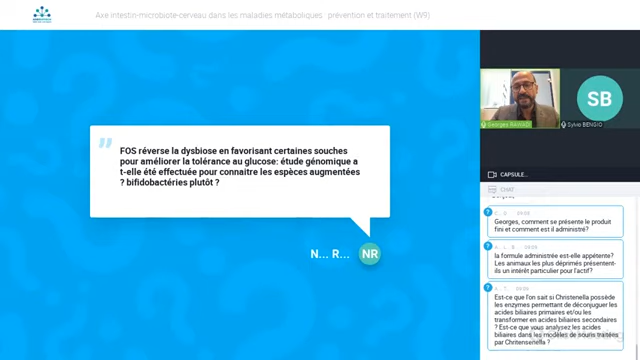 Axe intestin-microbiote-cerveau dans les maladies métaboliques : prévention et traitement (W9)
FOS réverse la dysbiose en favorisant certaines souches
pour améliorer la tolérance au glucose: étude génomique a
t-elle été effectuée pour connaitre les espèces augmentées
? bifidobactéries plutôt ?
N... R...
NR
SB
Georges RAWADI
Sylvie BENGIO
CAPSULE...
CHAT
Georges, comment se présente le produit
fini et comment est il administré?
la formule administrée est-elle appétente?
Les animaux les plus déprimés présentent-
ils un intérêt particulier pour l'actif?
Est-ce que l'on sait si Christenella possède
les enzymes permettant de déconjuguer les
acides biliaires primaires et/ou les
transformer en acides biliaires secondaires
? Est-ce que vous analysez les acides
biliaires dans les modèles de souris traitées
par Chritensenella ?